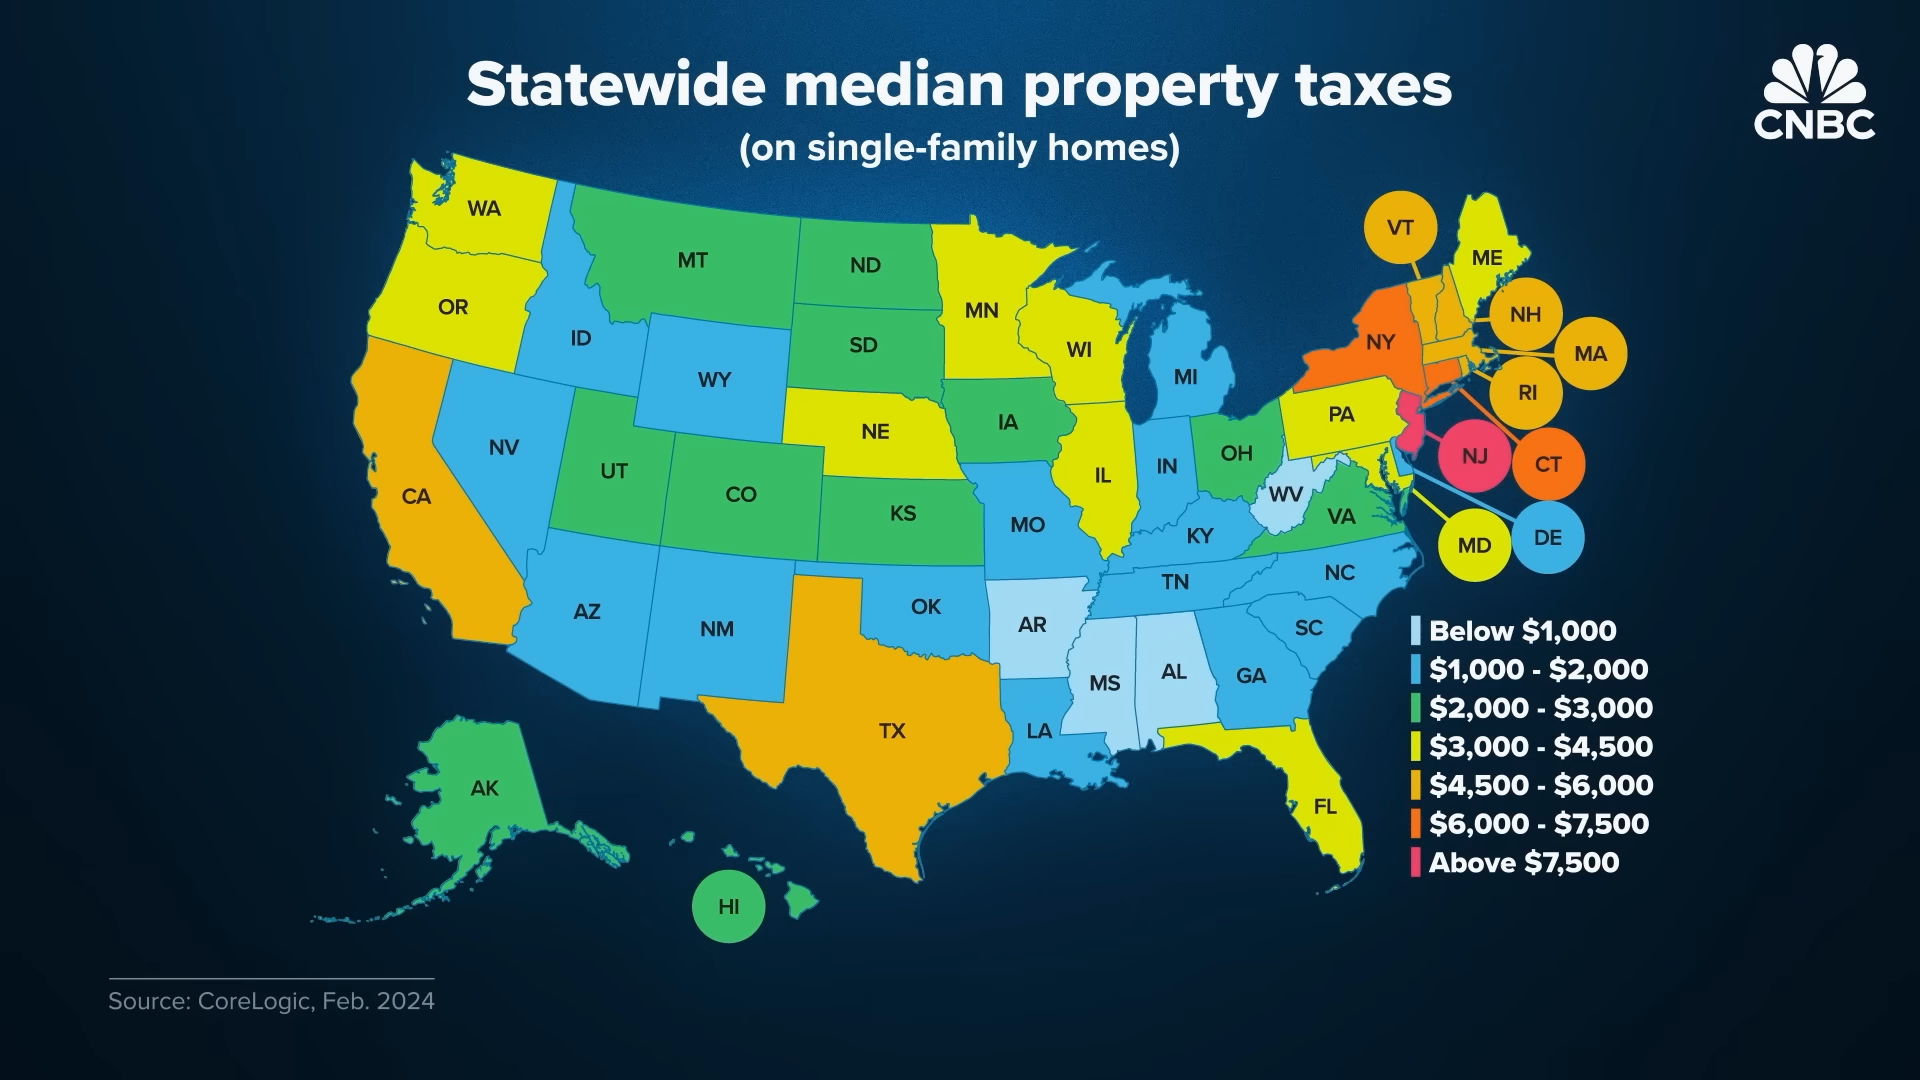 Statewide median property taxes
(on single-family homes)
CNBC
WA
MT
ND
MN
VT
ME
OR
ID
SD
WI
NY
NH
MA
WY
MI
RI
NV
NE
IA
PA
CA
UT
CO
KS
IL
IN
OH
WV
VA
NJ
CT
MO
KY
MD
DE
AZ
NM
OK
AR
TN
NC
SC
TX
LA
MS
AL
GA
FL
AK
HI
Below $1,000
$1,000 - $2,000
$2,000 - $3,000
$3,000 - $4,500
$4,500 - $6,000
$6,000 - $7,500
Above $7,500
Source: CoreLogic, Feb. 2024